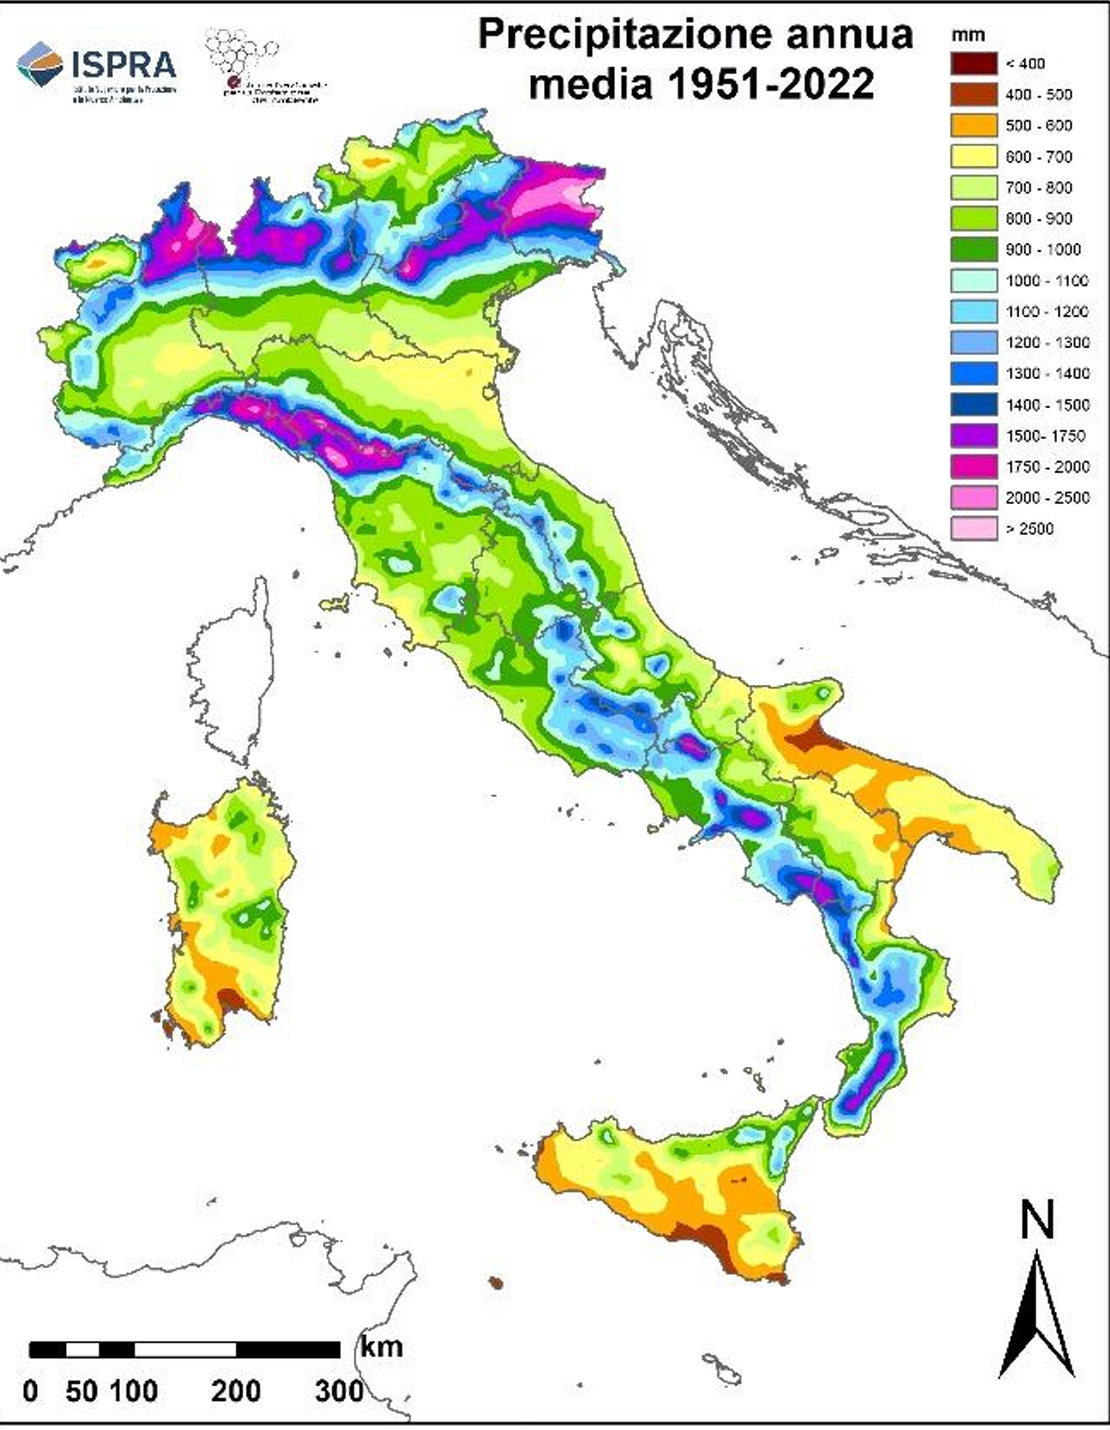 ISPRA
Precipitazione annua
media 1951-2022
mm
< 400
400 - 500
500 - 600
600 - 700
700 - 800
800 - 900
900 - 1000
1000 - 1100
1100 - 1200
1200 - 1300
1300 - 1400
1400 - 1500
1500- 1750
1750 - 2000
2000 - 2500
> 2500
N
km
0 50 100 200 300